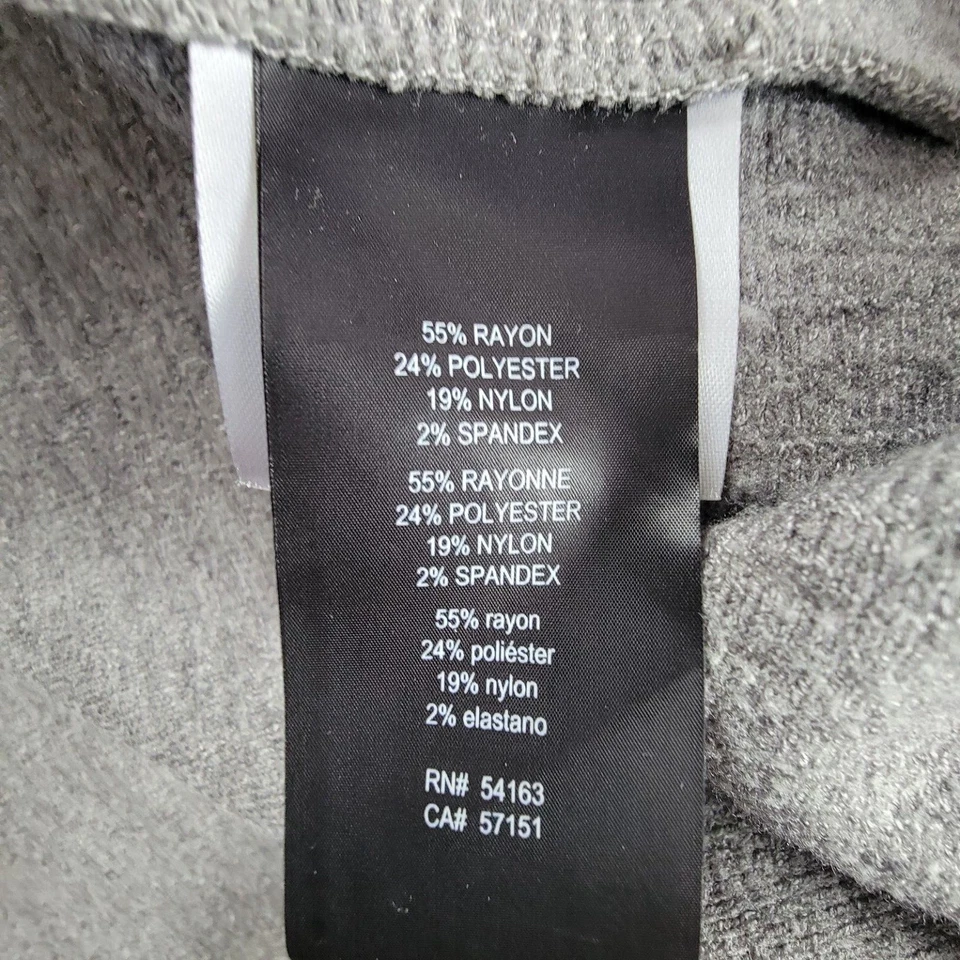 55% RAYON
24% POLYESTER
19% NYLON
2% SPANDEX
55% RAYONNE
24% POLYESTER
19% NYLON
2% SPANDEX
55% rayon
24% poliéster
19% nylon
2% elastano
RN# 54163
CA# 57151